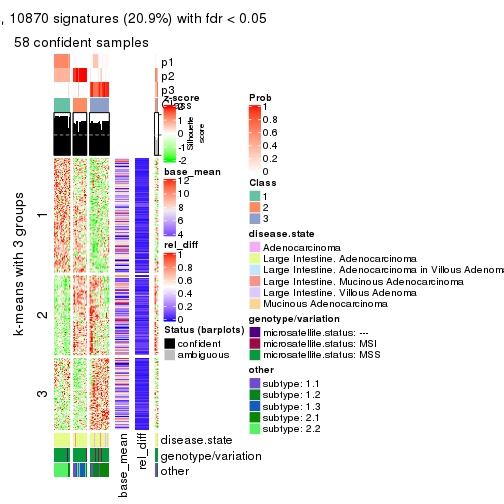 , 10870 signatures (20.9%) with fdr < 0.05
58 confident samples
p1
p2
p3
Class
z-score
2
1
0
-1
-2
Silhouette
score
base_mean
12
10
8
6
4
rel_diff
1
0.8
0.6
0.4
0.2
0
Status (barplots)
confident
ambiguous
k-means with 3 groups
1
2
3
base_mean
rel_diff
disease.state
genotype/variation
other
Prob
1
0.8
0.6
0.4
0.2
0
Class
1
2
3
disease.state
Adenocarcinoma
Large Intestine. Adenocarcinoma
Large Intestine. Adenocarcinoma in Villous Adenom
Large Intestine. Mucinous Adenocarcinoma
Large Intestine. Villous Adenoma
Mucinous Adenocarcinoma
genotype/variation
microsatellite.status: ---
microsatellite.status: MSI
microsatellite.status: MSS
other
subtype: 1.1
subtype: 1.2
subtype: 1.3
subtype: 2.1
subtype: 2.2